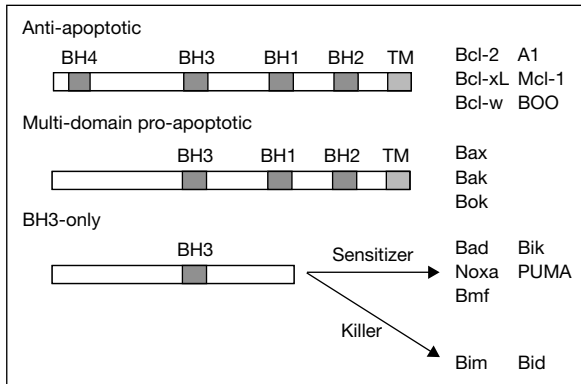 Anti-apoptotic
BH4 BH3 BH1 BH2 TM
Bcl-2 A1
Bcl-xL Mcl-1
Bcl-w BOO
Multi-domain pro-apoptotic
BH3 BH1 BH2 TM
Bax
Bak
Bok
BH3-only
BH3
Sensitizer
Bad Bik
Noxa PUMA
Bmf
Killer
Bim Bid